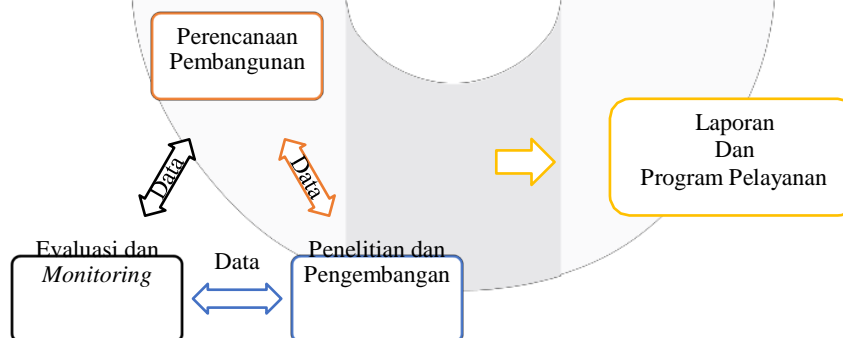 Perencanaan
Pembangunan
Laporan
Dan
Program Pelayanan
Data
Data
Evaluasi dan
Monitoring
Data
Penelitian dan
Pengembangan